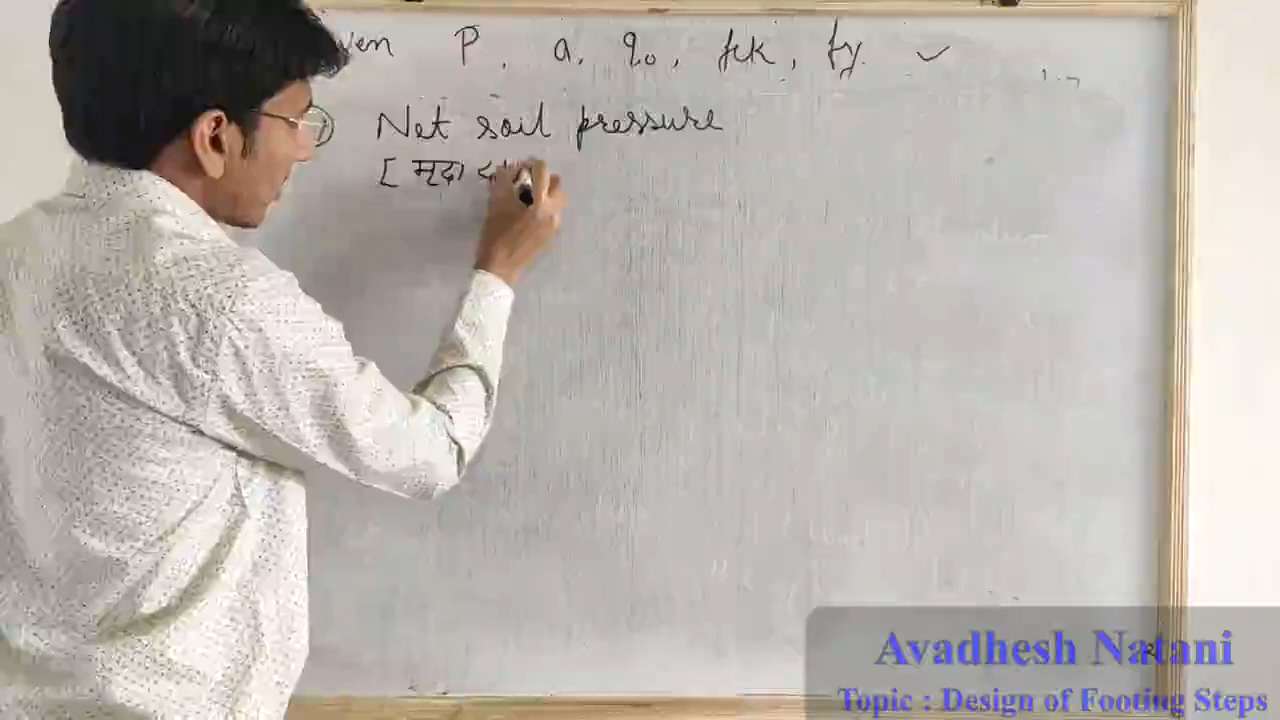 ven P, a, q₀, fck, fy. ✓
Net soil pressure
[ मृदा
Avadhesh Natani
Topic : Design of Footing Steps